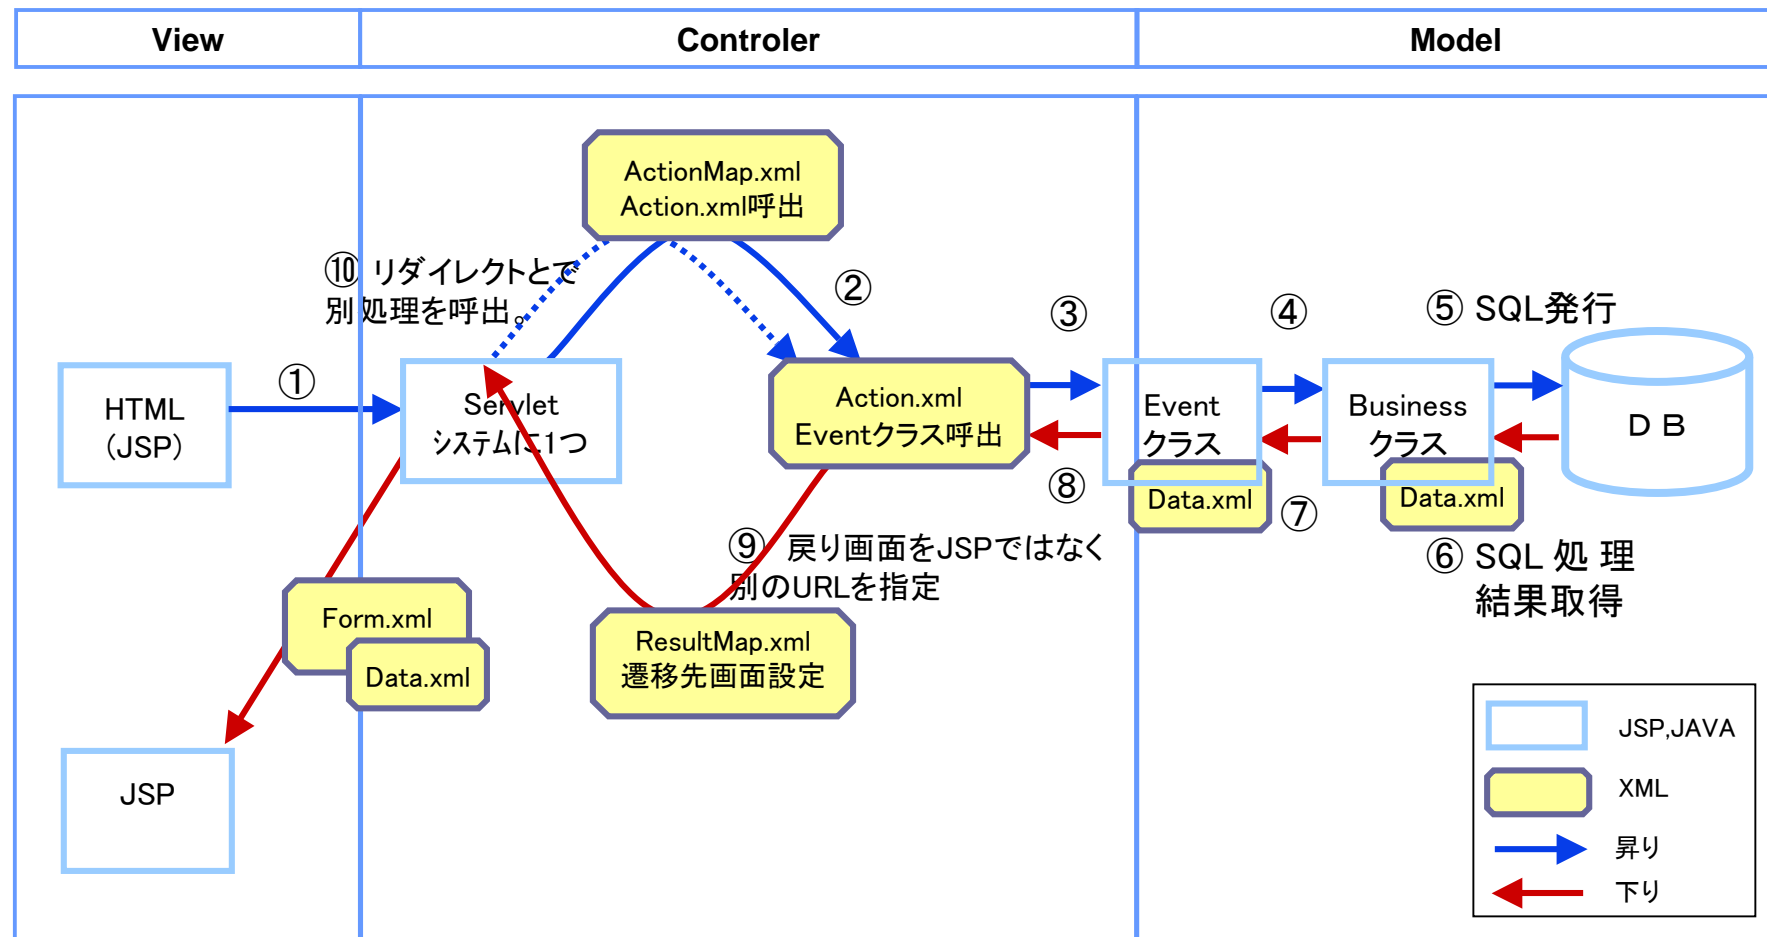 View
Controler
Model
ActionMap.xml
Action.xml呼出
⑩ リダイレクトとで
別処理を呼出。
②
③
④
⑤ SQL発行
①
HTML
(JSP)
Servlet
システムに1つ
Action.xml
Eventクラス呼出
Event
クラス
Business
クラス
ＤＢ
⑧
Data.xml
⑦
Data.xml
⑨ 戻り画面をJSPではなく
別のURLを指定
⑥ SQL 処 理
結果取得
Form.xml
Data.xml
ResultMap.xml
遷移先画面設定
JSP
JSP,JAVA
XML
昇り
下り